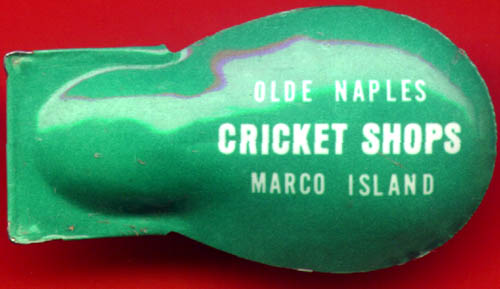 OLDE NAPLES
CRICKET SHOPS
MARCO ISLAND